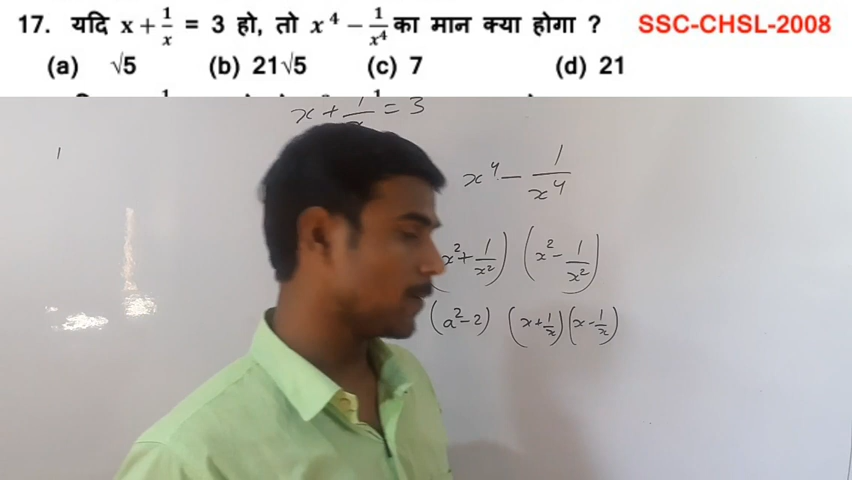 17. यदि x + 1/x = 3 हो, तो x⁴ − 1/x⁴ का मान क्या होगा ? SSC-CHSL-2008
(a) √5 (b) 21√5 (c) 7 (d) 21
x + 1/x = 3
x⁴ − 1/x⁴
x² + 1/x²) (x² − 1/x²)
(a² − 2) (x + 1/x) (x − 1/x)